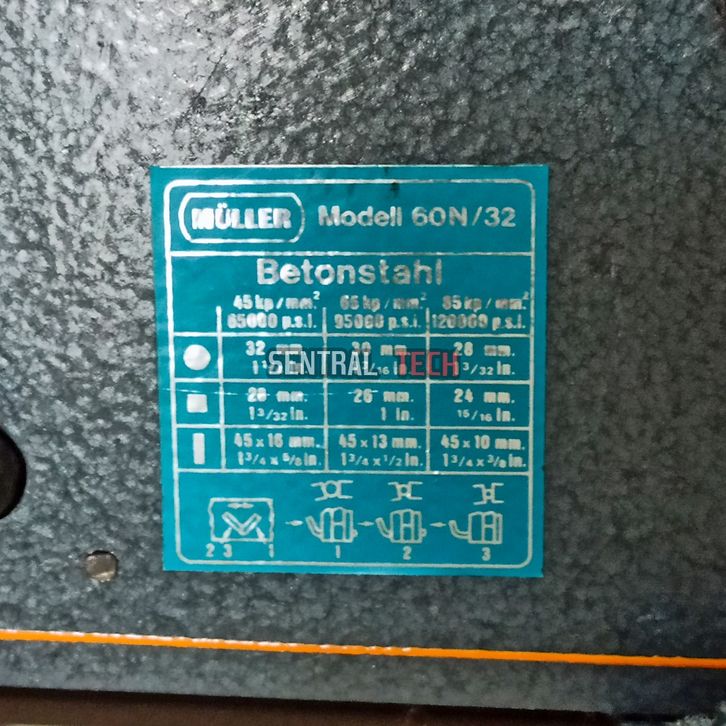 MÜLLER Modell 60N/32
Betonstahl
45 kp/mm² 65 kp/mm² 85 kp/mm²
65000 p.s.i. 95000 p.s.i. 120000 p.s.i.
32 mm. 30 mm. 28 mm.
SENTRAL TECH
1 3/32 in.
28 mm. 26 mm. 24 mm.
1 3/32 in. 1 in. 15/16 in.
45 x 16 mm. 45 x 13 mm. 45 x 10 mm.
1 3/4 x 5/8 in. 1 3/4 x 1/2 in. 1 3/4 x 3/8 in.
2 3 1 1 2 3